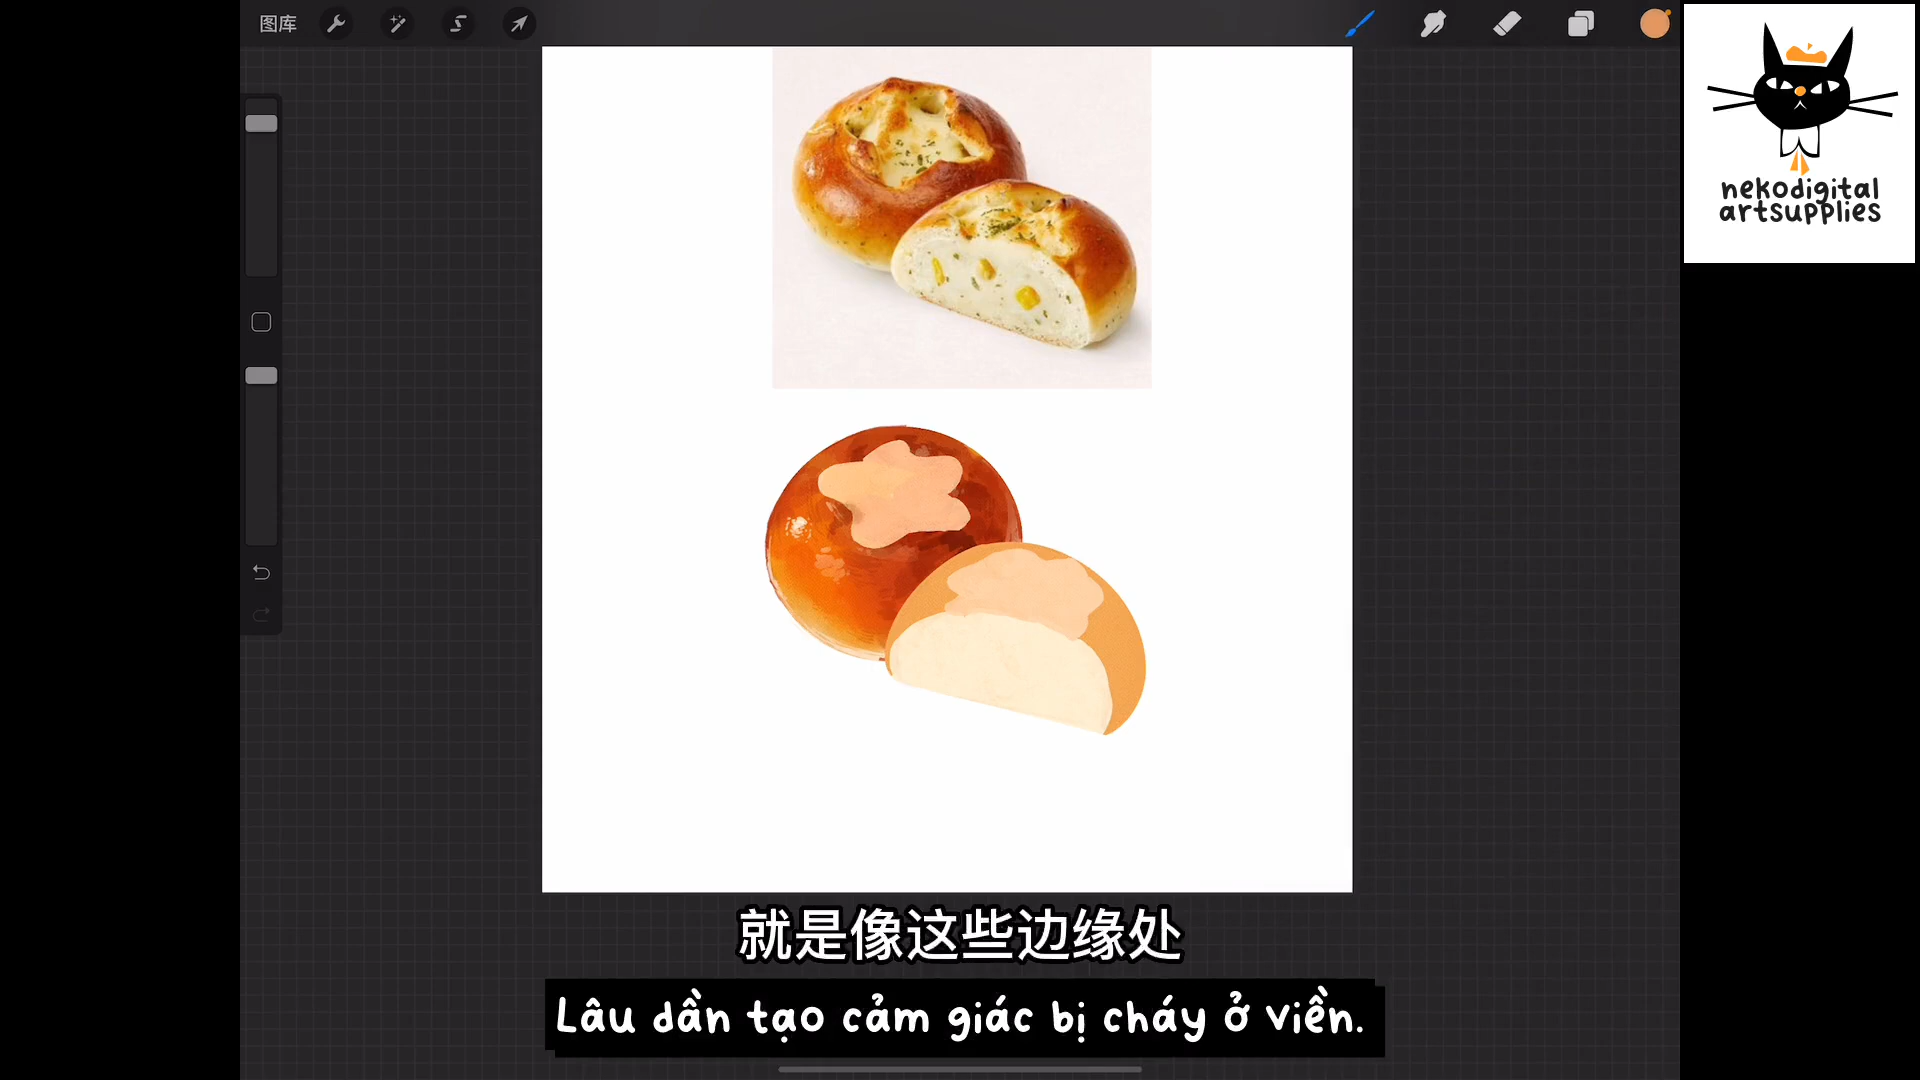 图库
nekodigital
artsupplies
就是像这些边缘处
Lâu dần tạo cảm giác bị cháy ở viền.